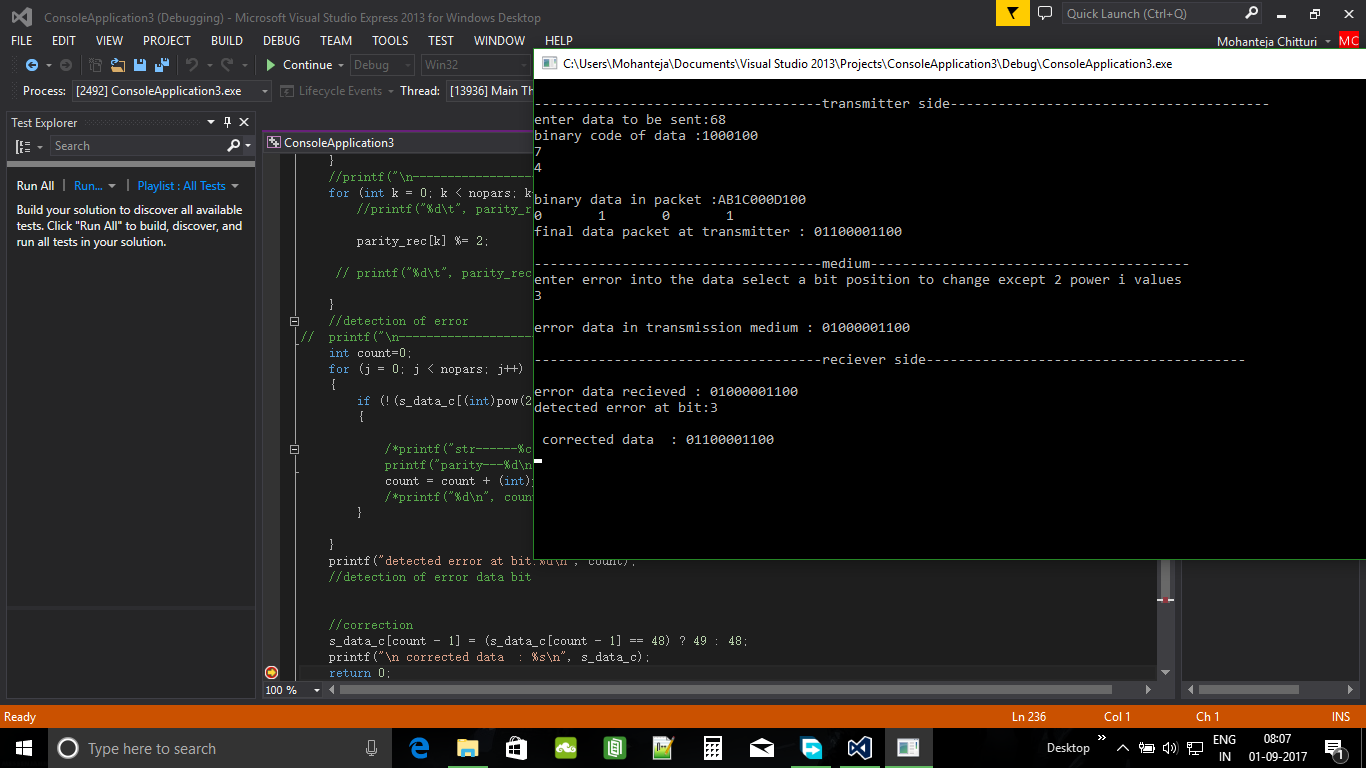 ConsoleApplication3 (Debugging) - Microsoft Visual Studio Express 2013 for Windows Desktop
Quick Launch (Ctrl+Q)
FILE EDIT VIEW PROJECT BUILD DEBUG TEAM TOOLS TEST WINDOW HELP
Mohanteja Chitturi MC
Continue Debug Win32
Process: [2492] ConsoleApplication3.exe Lifecycle Events Thread: [13936] Main Th
Test Explorer
Search
Run All | Run... | Playlist : All Tests
Build your solution to discover all available
tests. Click "Run All" to build, discover, and
run all tests in your solution.
ConsoleApplication3
}
//printf("\n--------------------
for (int k = 0; k < nopars; k
//printf("%d\t", parity_r
parity_rec[k] %= 2;
// printf("%d\t", parity_rec
}
//detection of error
// printf("\n--------------------
int count=0;
for (j = 0; j < nopars; j++)
{
if (!(s_data_c[(int)pow(2
{
/*printf("str------%c
printf("parity---%d\n
count = count + (int)
/*printf("%d\n", coun
}
}
printf("detected error at bit:%d\n", count);
//detection of error data bit
//correction
s_data_c[count - 1] = (s_data_c[count - 1] == 48) ? 49 : 48;
printf("\n corrected data  : %s\n", s_data_c);
return 0;
100 %
C:\Users\Mohanteja\Documents\Visual Studio 2013\Projects\ConsoleApplication3\Debug\ConsoleApplication3.exe
------------------------------------transmitter side----------------------------------------
enter data to be sent:68
binary code of data :1000100
7
4
binary data in packet :AB1C000D100
0 1 0 1
final data packet at transmitter : 01100001100
------------------------------------medium----------------------------------------
enter error into the data select a bit position to change except 2 power i values
3
error data in transmission medium : 01000001100
------------------------------------reciever side----------------------------------------
error data recieved : 01000001100
detected error at bit:3
corrected data  : 01100001100
Ready Ln 236 Col 1 Ch 1 INS
Type here to search
Desktop
ENG
IN
08:07
01-09-2017
1